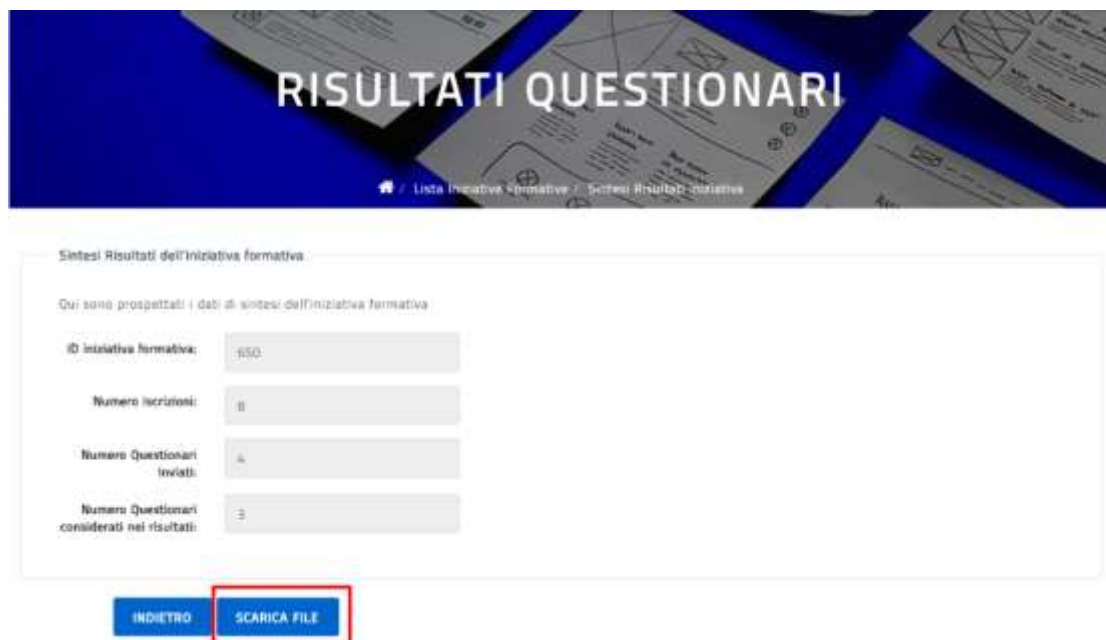 RISULTATI QUESTIONARI
/ Lista Iniziative Formative / Sintesi Risultati Iniziativa
Sintesi Risultati dell'Iniziativa formativa
Qui sono prospettati i dati di sintesi dell'iniziativa formativa
ID iniziativa formativa:
650
Numero Iscrizioni:
8
Numero Questionari
Inviati:
4
Numero Questionari
considerati nei risultati:
3
INDIETRO
SCARICA FILE